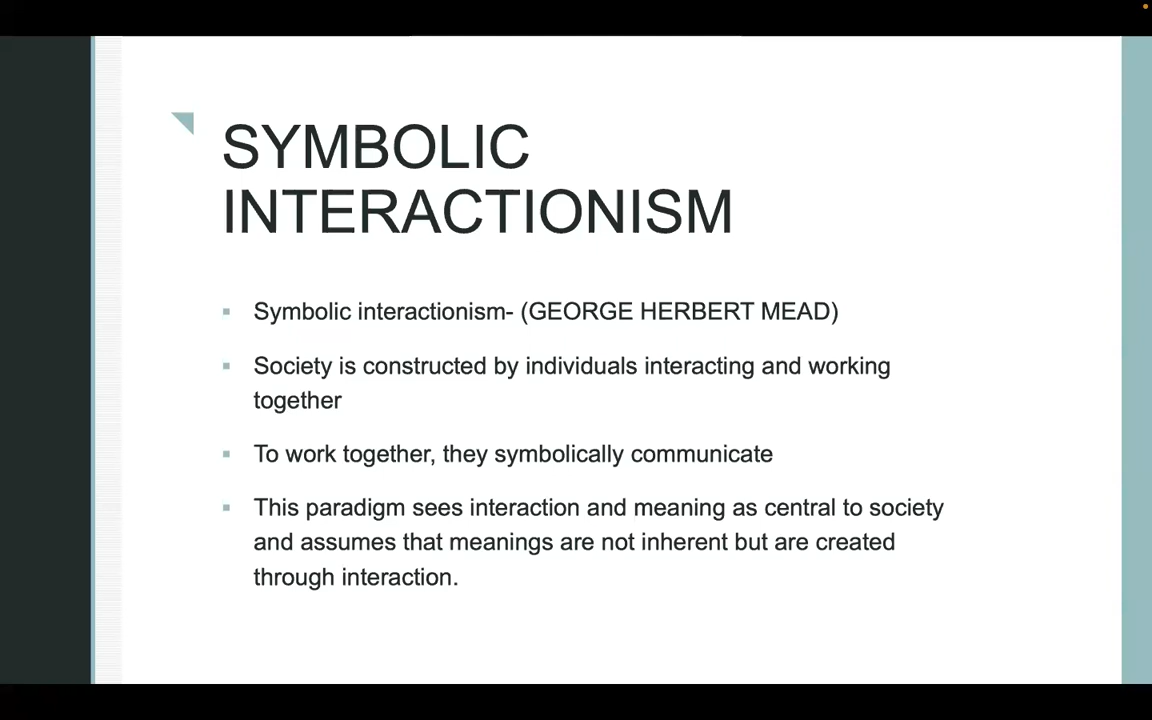 SYMBOLIC
INTERACTIONISM
▪ Symbolic interactionism- (GEORGE HERBERT MEAD)
▪ Society is constructed by individuals interacting and working
together
▪ To work together, they symbolically communicate
▪ This paradigm sees interaction and meaning as central to society
and assumes that meanings are not inherent but are created
through interaction.